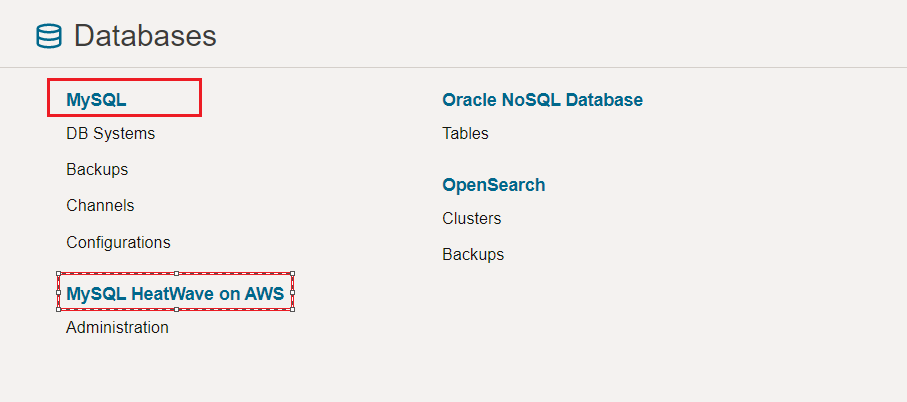 Databases
MySQL
DB Systems
Backups
Channels
Configurations
MySQL HeatWave on AWS
Administration
Oracle NoSQL Database
Tables
OpenSearch
Clusters
Backups